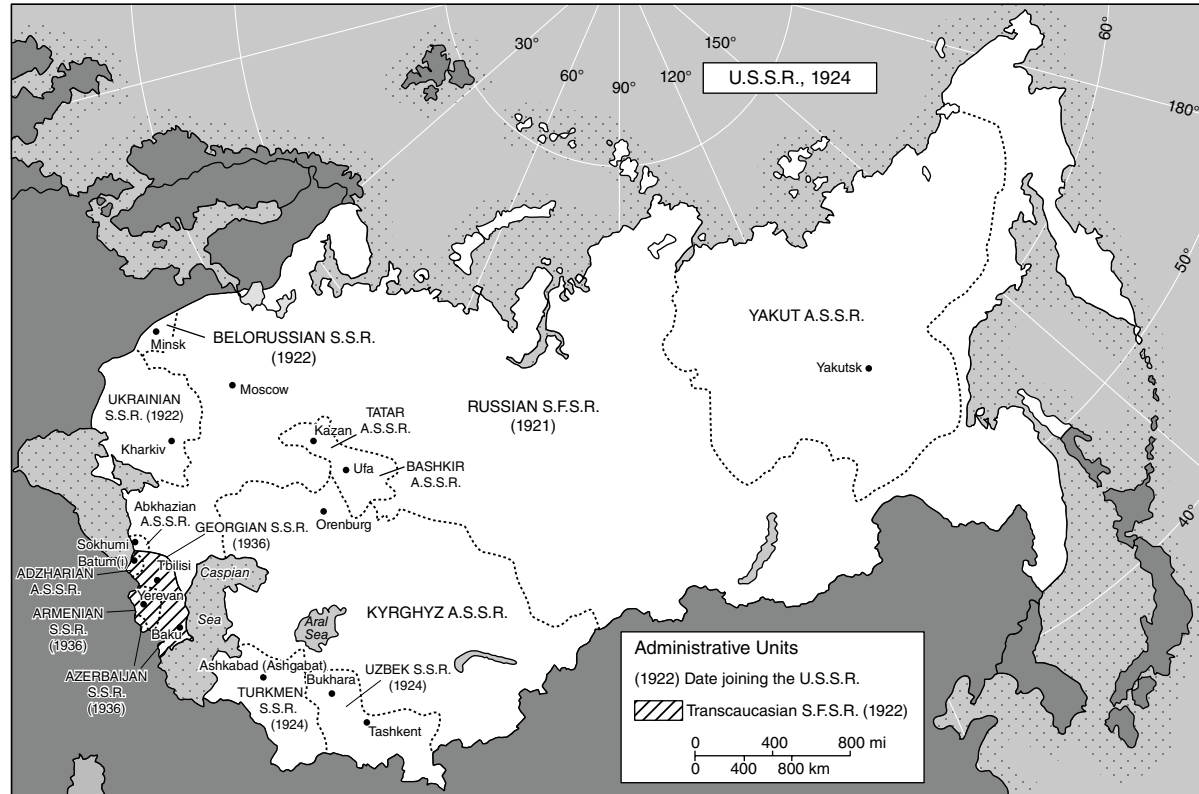 30°
60°
90°
120°
150°
60°
180°
50°
40°
U.S.S.R., 1924
YAKUT A.S.S.R.
Yakutsk
BELORUSSIAN S.S.R.
(1922)
Minsk
Moscow
UKRAINIAN
S.S.R. (1922)
Kharkiv
RUSSIAN S.F.S.R.
(1921)
TATAR
A.S.S.R.
Kazan
Ufa
BASHKIR
A.S.S.R.
Orenburg
Abkhazian
A.S.S.R.
GEORGIAN S.S.R.
(1936)
Sokhumi
Batum(i)
Tbilisi
ADZHARIAN
A.S.S.R.
Yerevan
ARMENIAN
S.S.R.
(1936)
Baku
AZERBAIJAN
S.S.R.
(1936)
Caspian
Sea
Aral
Sea
KYRGHYZ A.S.S.R.
Ashkabad (Ashgabat)
TURKMEN
S.S.R.
(1924)
Bukhara
UZBEK S.S.R.
(1924)
Tashkent
Administrative Units
(1922) Date joining the U.S.S.R.
Transcaucasian S.F.S.R. (1922)
0 400 800 mi
0 400 800 km